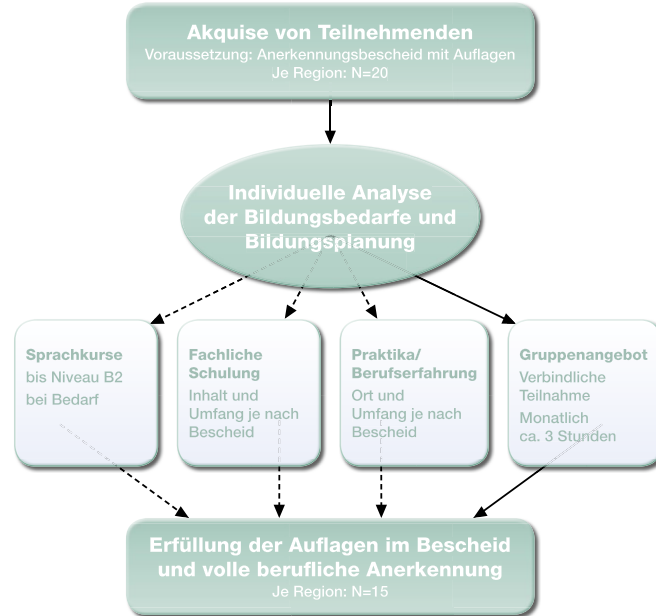 Akquise von Teilnehmenden
Voraussetzung: Anerkennungsbescheid mit Auflagen
Je Region: N=20
Individuelle Analyse
der Bildungsbedarfe und
Bildungsplanung
Sprachkurse
bis Niveau B2
bei Bedarf
Fachliche
Schulung
Inhalt und
Umfang je nach
Bescheid
Praktika/
Berufserfahrung
Ort und
Umfang je nach
Bescheid
Gruppenangebot
Verbindliche
Teilnahme
Monatlich
ca. 3 Stunden
Erfüllung der Auflagen im Bescheid
und volle berufliche Anerkennung
Je Region: N=15